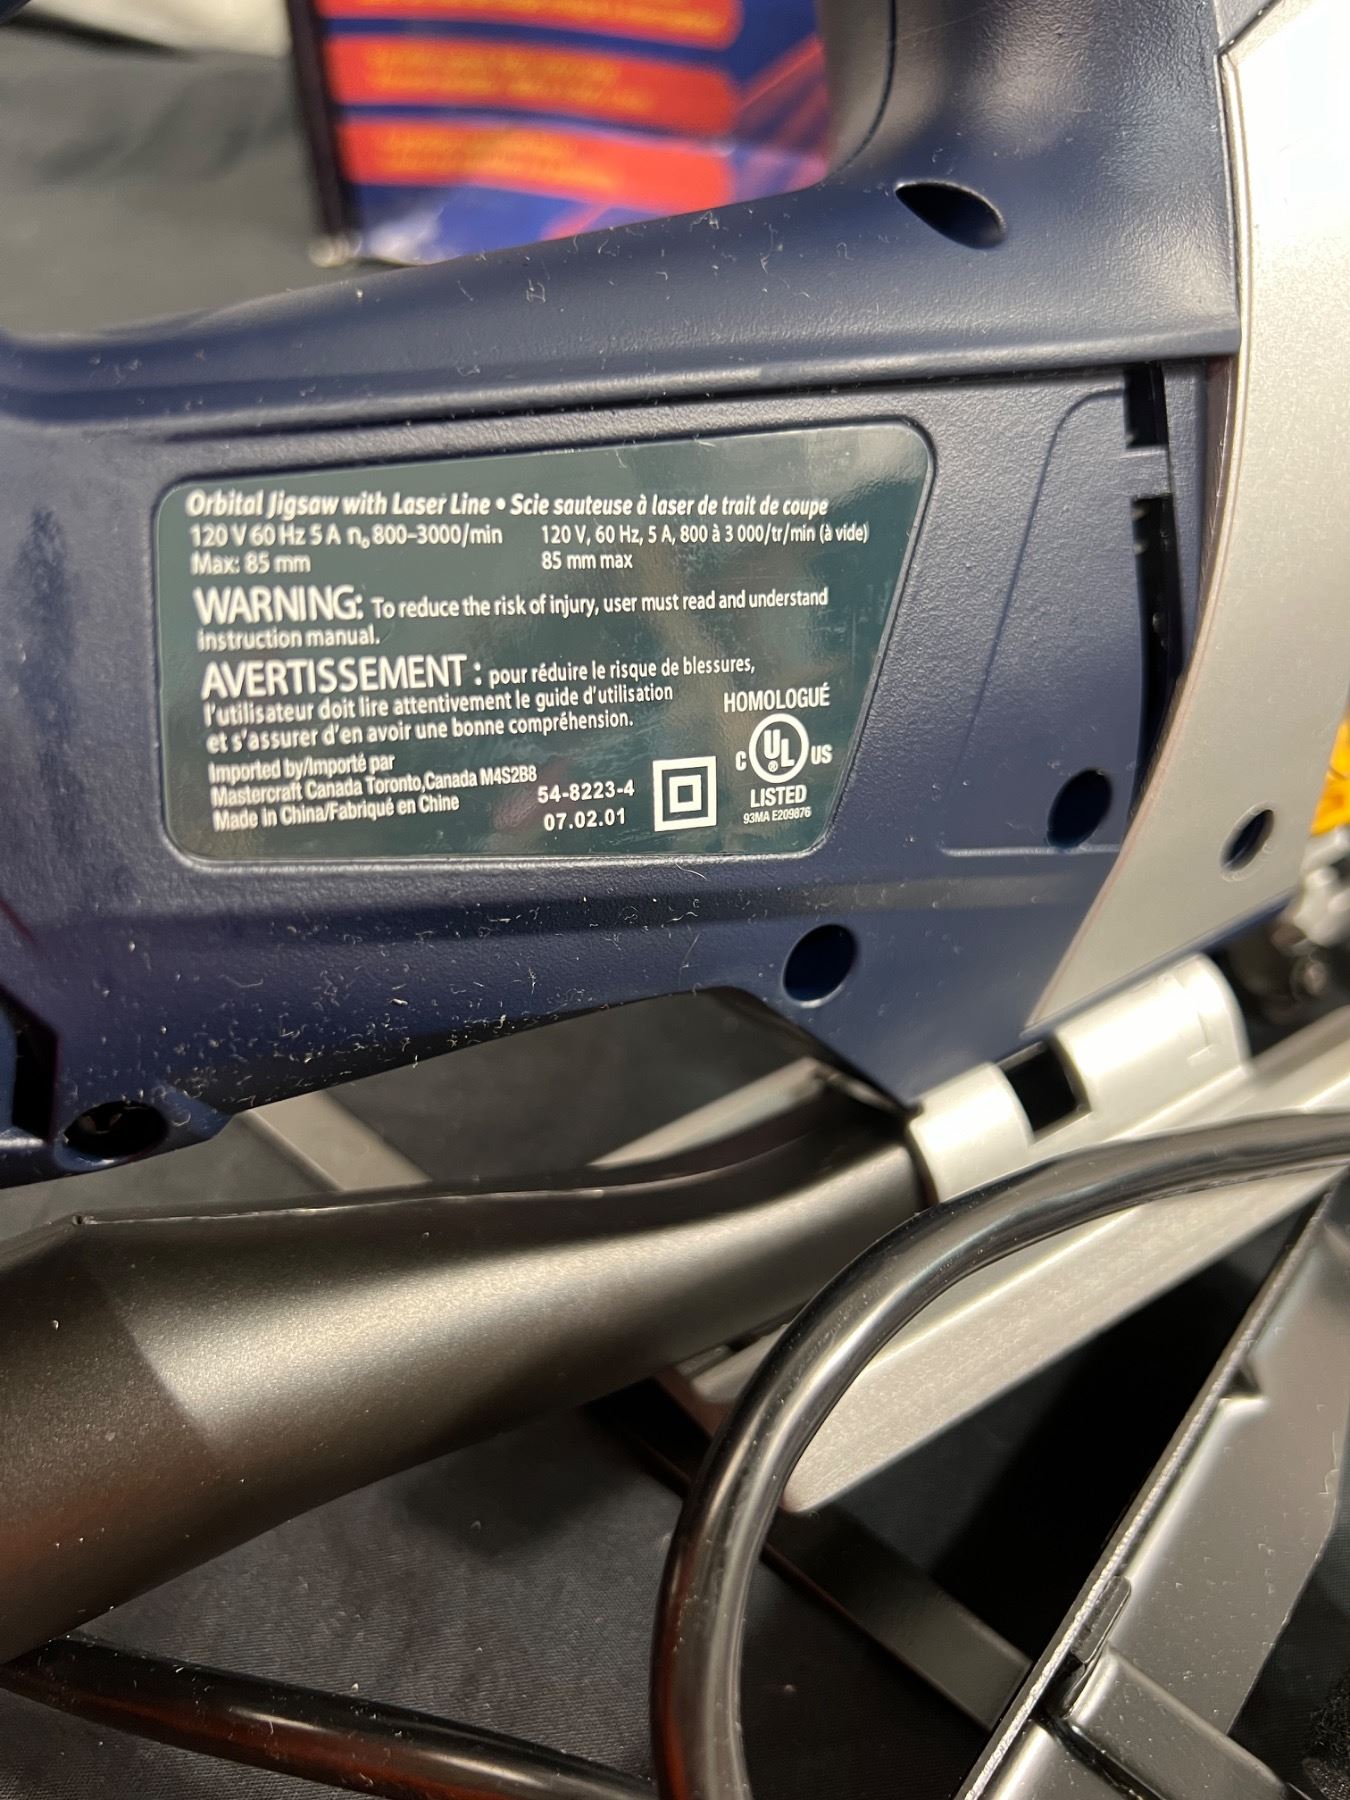 Orbital Jigsaw with Laser Line • Scie sauteuse à laser de trait de coupe
120 V 60 Hz 5 A n₀ 800–3000/min
Max: 85 mm
120 V, 60 Hz, 5 A, 800 à 3 000/tr/min (à vide)
85 mm max
WARNING: To reduce the risk of injury, user must read and understand
instruction manual.
AVERTISSEMENT : pour réduire le risque de blessures,
l'utilisateur doit lire attentivement le guide d'utilisation
et s'assurer d'en avoir une bonne compréhension.
Imported by/Importé par
Mastercraft Canada Toronto,Canada M4S2B8
Made in China/Fabriqué en Chine
54-8223-4
07.02.01
HOMOLOGUÉ
C UL US
®
LISTED
93MA E209876